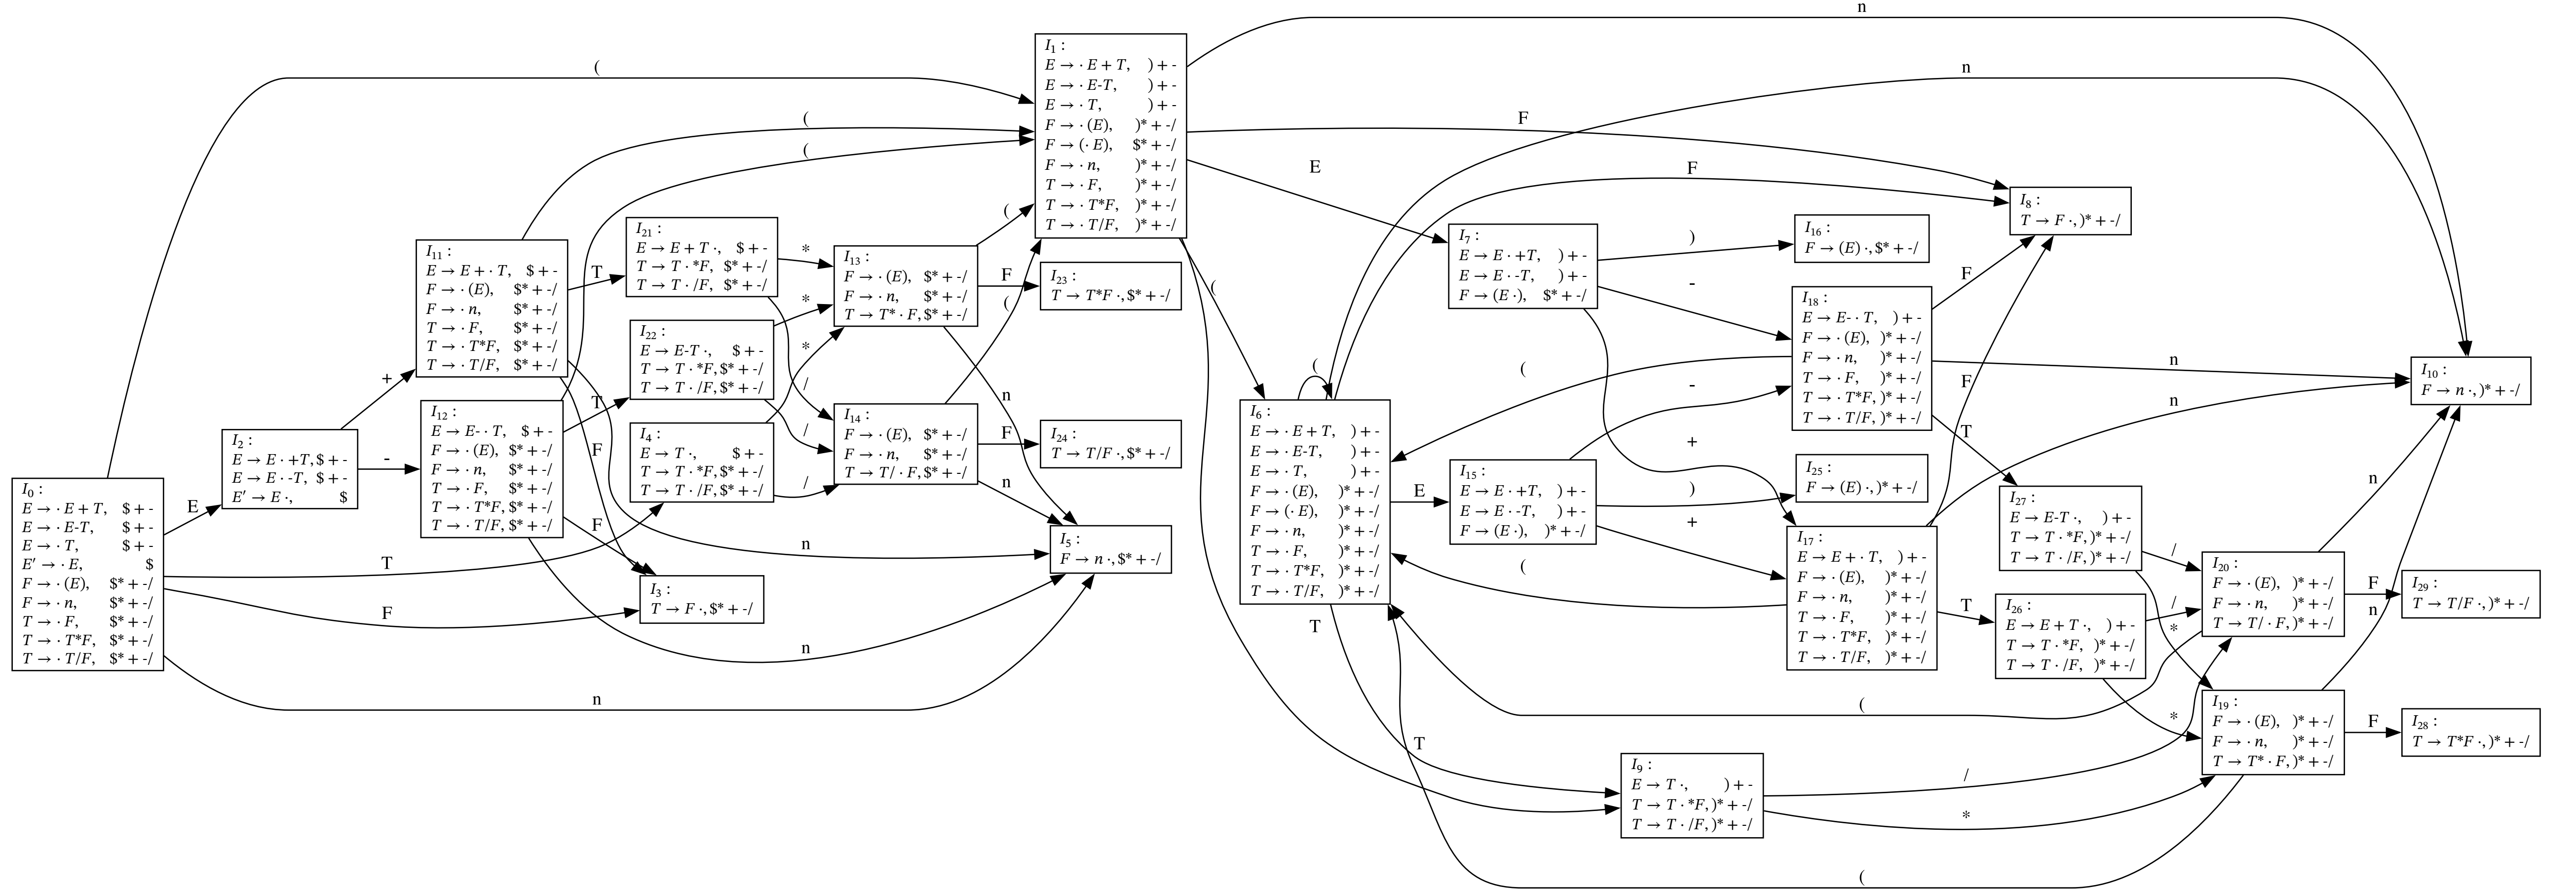 I0 :
E → · E + T, $ + -
E → · E-T, $ + -
E → · T, $ + -
E′ → · E, $
F → · (E), $* + -/
F → · n, $* + -/
T → · F, $* + -/
T → · T*F, $* + -/
T → · T/F, $* + -/
(
E
T
F
n
I2 :
E → E · +T, $ + -
E → E · -T, $ + -
E′ → E ·, $
+
-
I11 :
E → E + · T, $ + -
F → · (E), $* + -/
F → · n, $* + -/
T → · F, $* + -/
T → · T*F, $* + -/
T → · T/F, $* + -/
(
T
F
n
I12 :
E → E- · T, $ + -
F → · (E), $* + -/
F → · n, $* + -/
T → · F, $* + -/
T → · T*F, $* + -/
T → · T/F, $* + -/
(
T
F
n
I21 :
E → E + T ·, $ + -
T → T · *F, $* + -/
T → T · /F, $* + -/
*
/
I22 :
E → E-T ·, $ + -
T → T · *F, $* + -/
T → T · /F, $* + -/
*
/
I4 :
E → T ·, $ + -
T → T · *F, $* + -/
T → T · /F, $* + -/
*
/
I3 :
T → F ·, $* + -/
I13 :
F → · (E), $* + -/
F → · n, $* + -/
T → T* · F, $* + -/
(
F
n
I14 :
F → · (E), $* + -/
F → · n, $* + -/
T → T/ · F, $* + -/
(
F
n
I1 :
E → · E + T, ) + -
E → · E-T, ) + -
E → · T, ) + -
F → · (E), )* + -/
F → (· E), $* + -/
F → · n, )* + -/
T → · F, )* + -/
T → · T*F, )* + -/
T → · T/F, )* + -/
n
F
E
(
T
I23 :
T → T*F ·, $* + -/
I24 :
T → T/F ·, $* + -/
I5 :
F → n ·, $* + -/
I6 :
E → · E + T, ) + -
E → · E-T, ) + -
E → · T, ) + -
F → · (E), )* + -/
F → (· E), )* + -/
F → · n, )* + -/
T → · F, )* + -/
T → · T*F, )* + -/
T → · T/F, )* + -/
n
F
(
E
T
I7 :
E → E · +T, ) + -
E → E · -T, ) + -
F → (E ·), $* + -/
)
-
+
I15 :
E → E · +T, ) + -
E → E · -T, ) + -
F → (E ·), )* + -/
-
)
+
I9 :
E → T ·, ) + -
T → T · *F, )* + -/
T → T · /F, )* + -/
/
*
I16 :
F → (E) ·, $* + -/
I18 :
E → E- · T, ) + -
F → · (E), )* + -/
F → · n, )* + -/
T → · F, )* + -/
T → · T*F, )* + -/
T → · T/F, )* + -/
F
n
T
(
I25 :
F → (E) ·, )* + -/
I17 :
E → E + · T, ) + -
F → · (E), )* + -/
F → · n, )* + -/
T → · F, )* + -/
T → · T*F, )* + -/
T → · T/F, )* + -/
F
n
T
(
I8 :
T → F ·, )* + -/
I27 :
E → E-T ·, ) + -
T → T · *F, )* + -/
T → T · /F, )* + -/
/
*
I26 :
E → E + T ·, ) + -
T → T · *F, )* + -/
T → T · /F, )* + -/
/
*
I20 :
F → · (E), )* + -/
F → · n, )* + -/
T → T/ · F, )* + -/
n
F
(
I19 :
F → · (E), )* + -/
F → · n, )* + -/
T → T* · F, )* + -/
n
F
(
I10 :
F → n ·, )* + -/
I29 :
T → T/F ·, )* + -/
I28 :
T → T*F ·, )* + -/